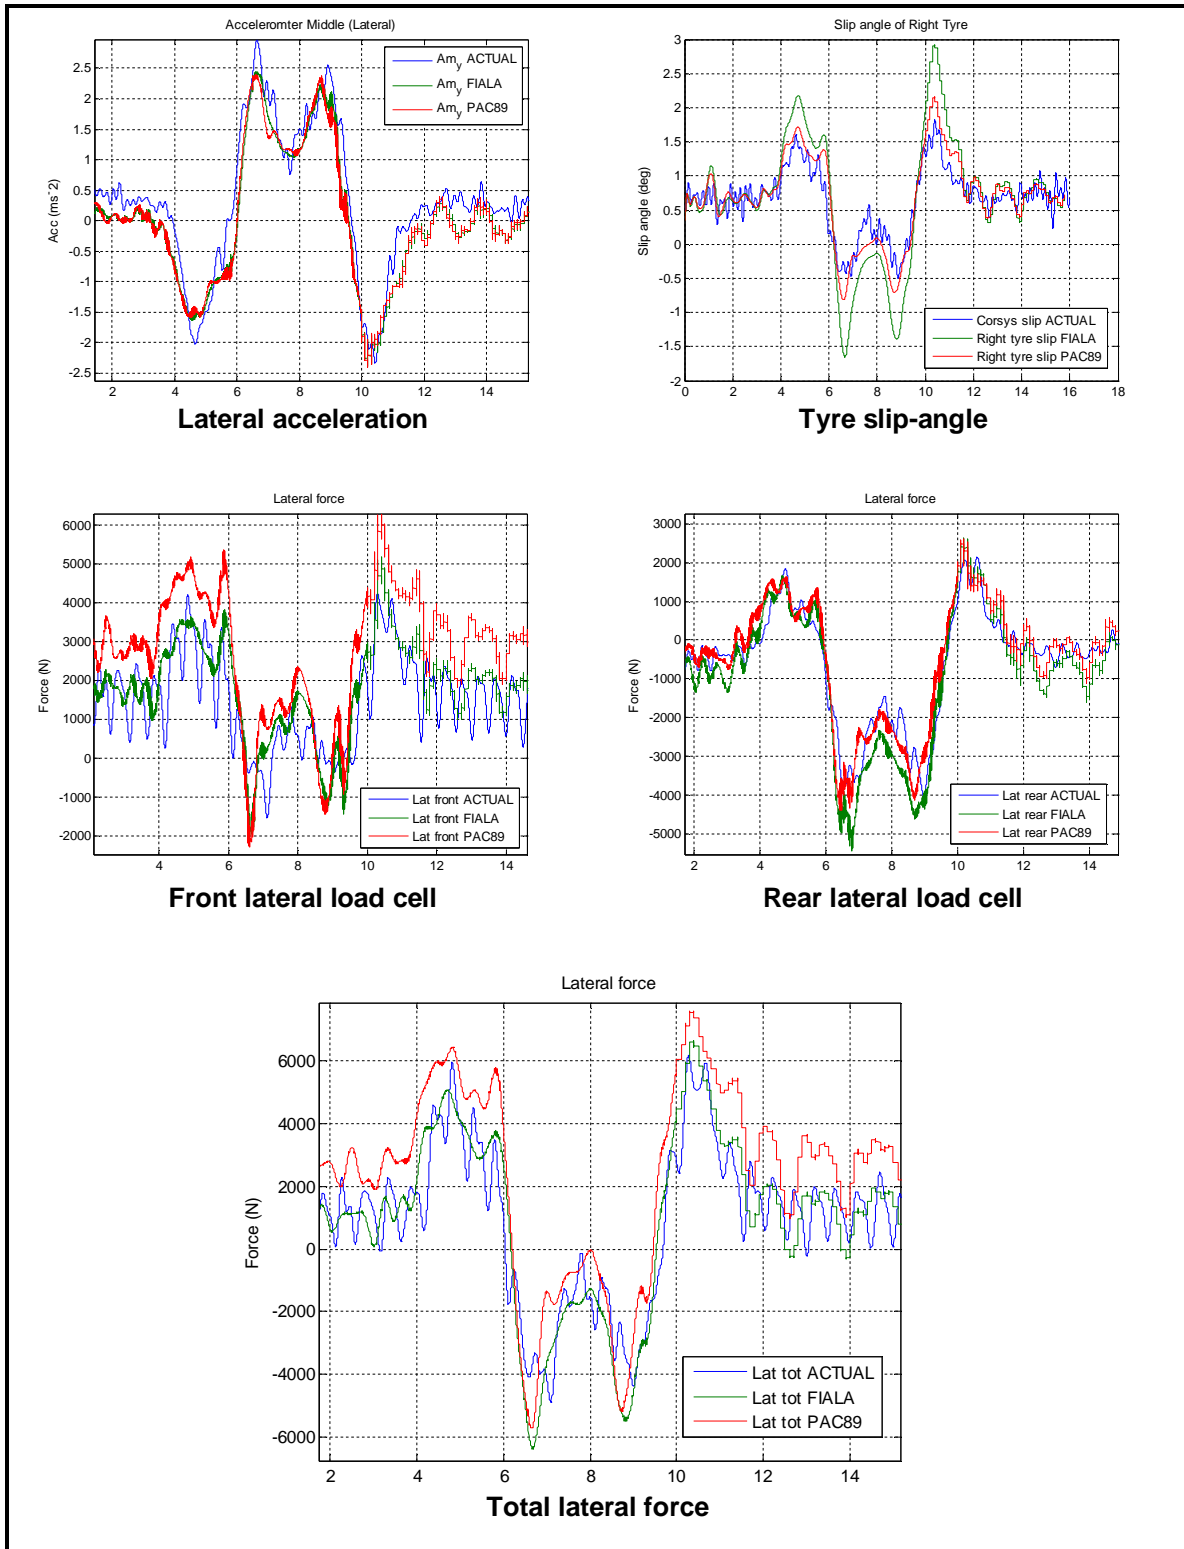 Acceleromter Middle (Lateral)
Acc (ms^-2)
2.5
2
1.5
1
0.5
0
-0.5
-1
-1.5
-2
-2.5
2 4 6 8 10 12 14
Am_y ACTUAL
Am_y FIALA
Am_y PAC89
Lateral acceleration
Slip angle of Right Tyre
Slip angle (deg)
3
2.5
2
1.5
1
0.5
0
-0.5
-1
-1.5
-2
0 2 4 6 8 10 12 14 16 18
Corsys slip ACTUAL
Right tyre slip FIALA
Right tyre slip PAC89
Tyre slip-angle
Lateral force
Force (N)
6000
5000
4000
3000
2000
1000
0
-1000
-2000
4 6 8 10 12 14
Lat front ACTUAL
Lat front FIALA
Lat front PAC89
Front lateral load cell
Lateral force
Force (N)
3000
2000
1000
0
-1000
-2000
-3000
-4000
-5000
2 4 6 8 10 12 14
Lat rear ACTUAL
Lat rear FIALA
Lat rear PAC89
Rear lateral load cell
Lateral force
Force (N)
6000
4000
2000
0
-2000
-4000
-6000
2 4 6 8 10 12 14
Lat tot ACTUAL
Lat tot FIALA
Lat tot PAC89
Total lateral force